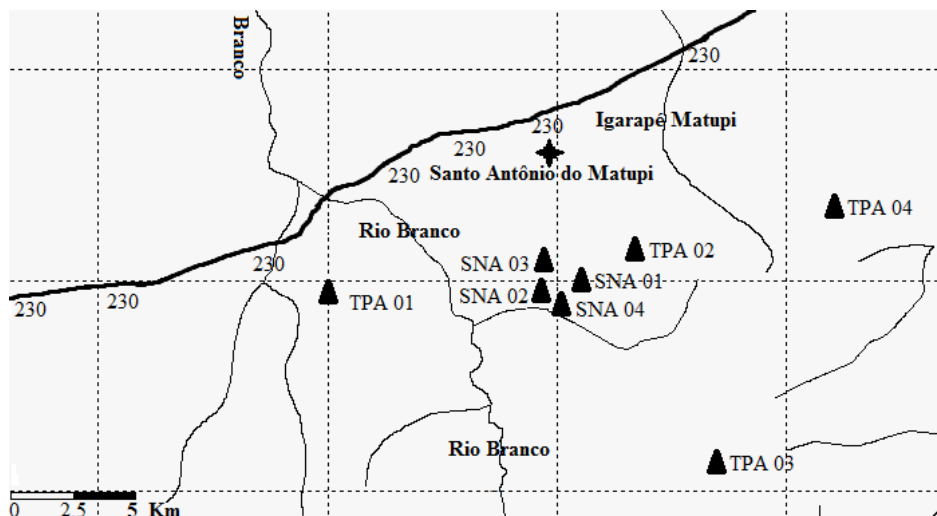 Branco
230
Igarapé Matupi
230
230
230
Santo Antônio do Matupi
TPA 04
Rio Branco
TPA 02
SNA 03
230
SNA 01
SNA 02
230
230
TPA 01
SNA 04
Rio Branco
TPA 03
0 2.5 5 Km